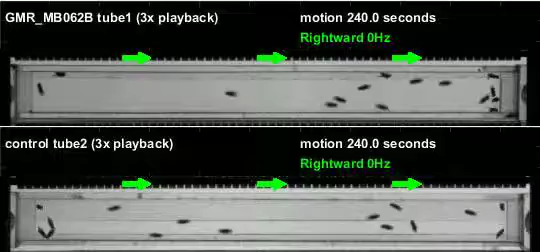 GMR_MB062B tube1 (3x playback)
motion 240.0 seconds
Rightward 0Hz
control tube2 (3x playback)
motion 240.0 seconds
Rightward 0Hz